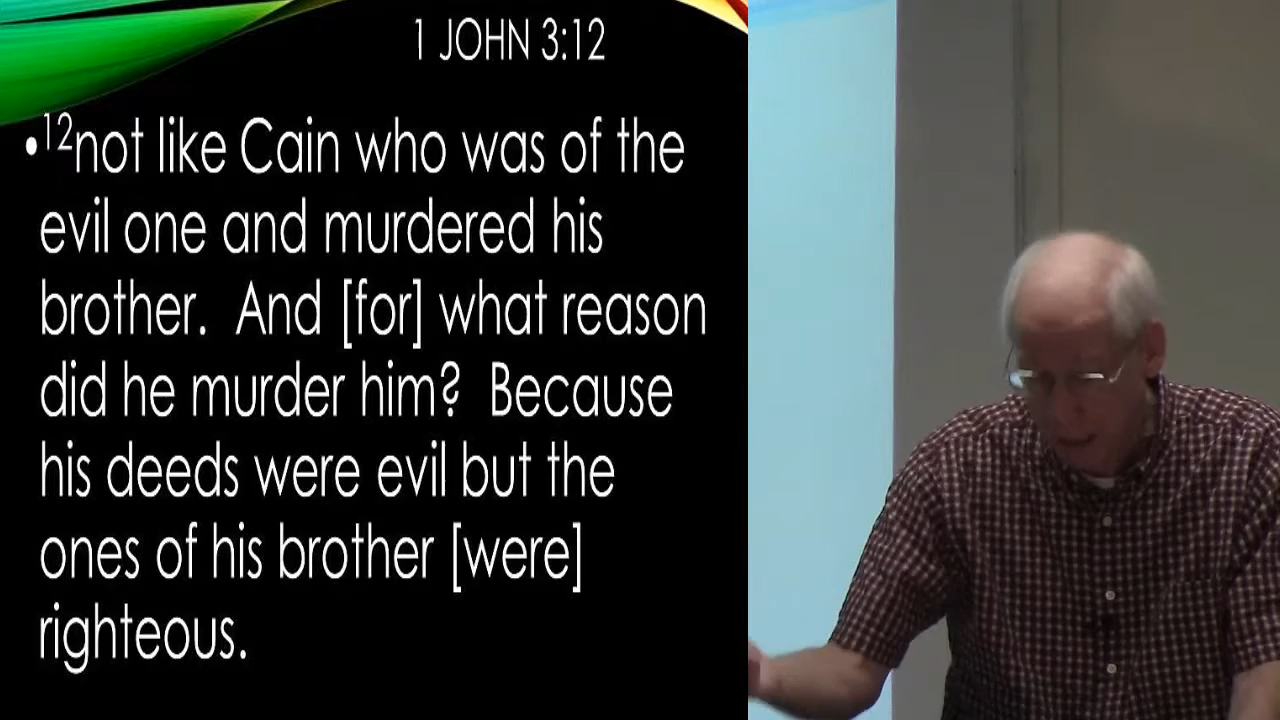 1 JOHN 3:12
•12not like Cain who was of the
evil one and murdered his
brother.  And [for] what reason
did he murder him?  Because
his deeds were evil but the
ones of his brother [were]
righteous.